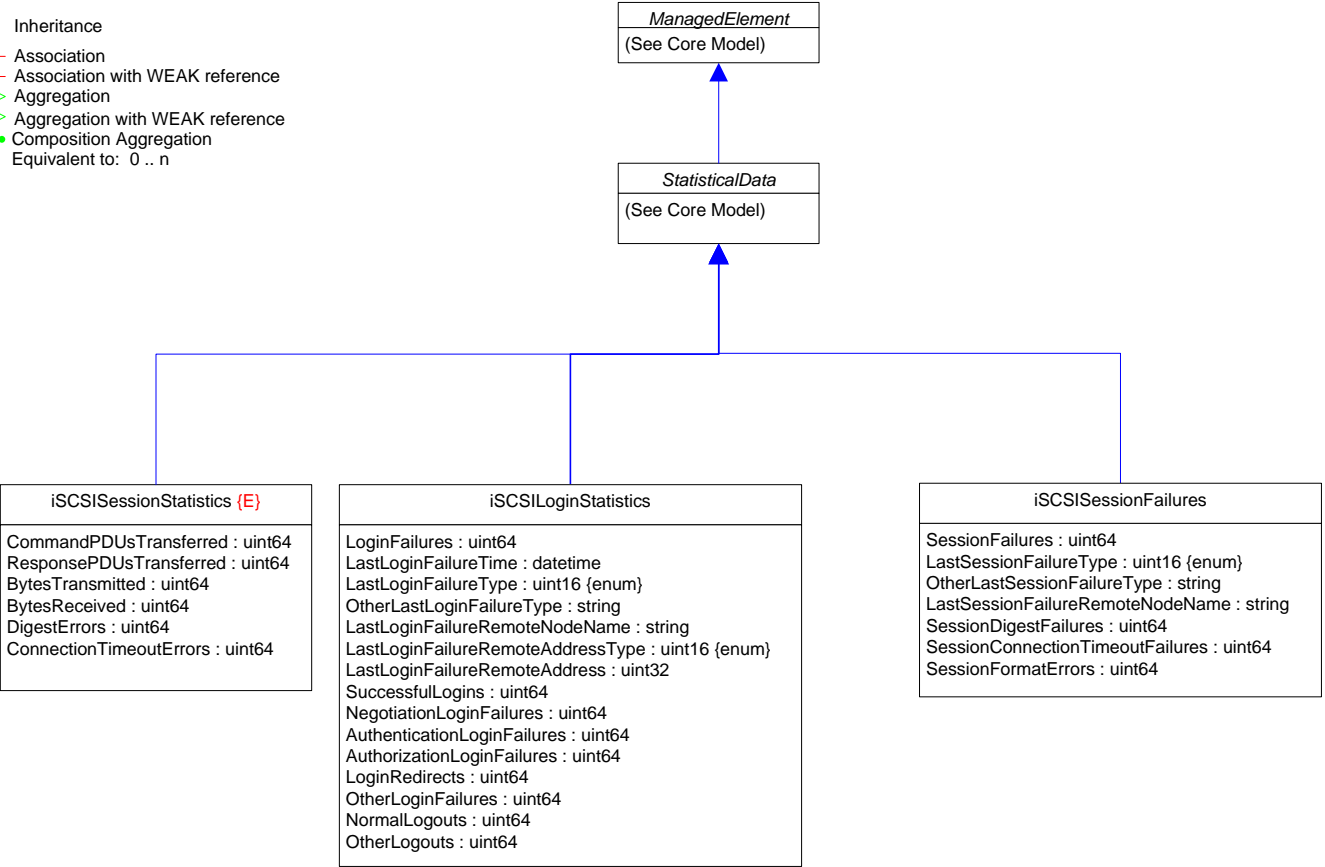 Inheritance
Association
Association with WEAK reference
Aggregation
Aggregation with WEAK reference
Composition Aggregation
Equivalent to: 0 .. n
ManagedElement
(See Core Model)
StatisticalData
(See Core Model)
iSCSISessionStatistics {E}
CommandPDUsTransferred : uint64
ResponsePDUsTransferred : uint64
BytesTransmitted : uint64
BytesReceived : uint64
DigestErrors : uint64
ConnectionTimeoutErrors : uint64
iSCSILoginStatistics
LoginFailures : uint64
LastLoginFailureTime : datetime
LastLoginFailureType : uint16 {enum}
OtherLastLoginFailureType : string
LastLoginFailureRemoteNodeName : string
LastLoginFailureRemoteAddressType : uint16 {enum}
LastLoginFailureRemoteAddress : uint32
SuccessfulLogins : uint64
NegotiationLoginFailures : uint64
AuthenticationLoginFailures : uint64
AuthorizationLoginFailures : uint64
LoginRedirects : uint64
OtherLoginFailures : uint64
NormalLogouts : uint64
OtherLogouts : uint64
iSCSISessionFailures
SessionFailures : uint64
LastSessionFailureType : uint16 {enum}
OtherLastSessionFailureType : string
LastSessionFailureRemoteNodeName : string
SessionDigestFailures : uint64
SessionConnectionTimeoutFailures : uint64
SessionFormatErrors : uint64